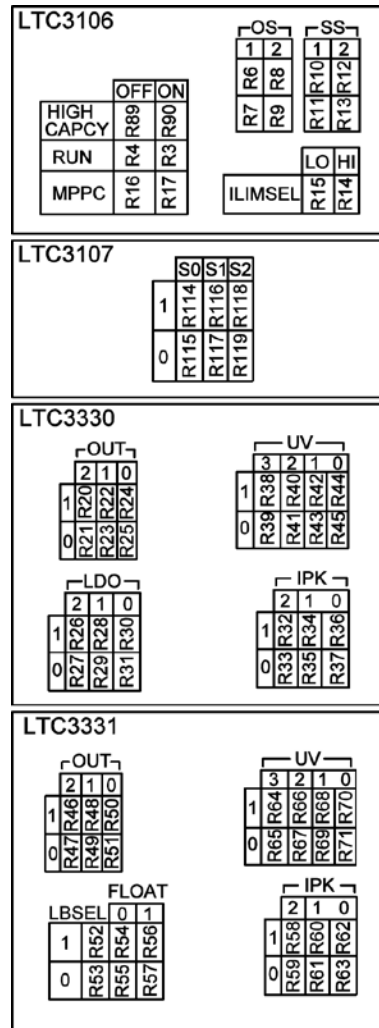 LTC3106
OS SS
1 2 1 2
R6 R8 R10 R12
R7 R9 R11 R13
OFF ON
HIGH CAPCY R89 R90
RUN R4 R3
MPPC R16 R17
LO HI
ILIMSEL R15 R14
LTC3107
S0 S1 S2
1 R114 R116 R118
0 R115 R117 R119
LTC3330
OUT
2 1 0
1 R20 R22 R24
0 R21 R23 R25
UV
3 2 1 0
1 R38 R40 R42 R44
0 R39 R41 R43 R45
LDO
2 1 0
1 R26 R28 R30
0 R27 R29 R31
IPK
2 1 0
1 R32 R34 R36
0 R33 R35 R37
LTC3331
OUT
2 1 0
1 R46 R48 R50
0 R47 R49 R51
UV
3 2 1 0
1 R64 R66 R68 R70
0 R65 R67 R69 R71
FLOAT
LBSEL 0 1
1 R52 R54 R56
0 R53 R55 R57
IPK
2 1 0
1 R58 R60 R62
0 R59 R61 R63